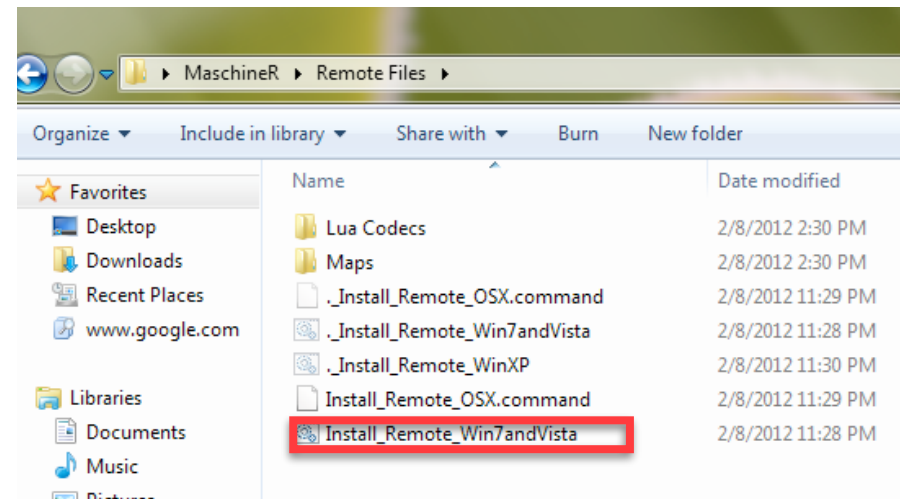 MaschineR Remote Files
Organize Include in library Share with Burn New folder
Name Date modified
Favorites
Desktop
Downloads
Recent Places
www.google.com
Libraries
Documents
Music
Pictures
Lua Codecs 2/8/2012 2:30 PM
Maps 2/8/2012 2:30 PM
._Install_Remote_OSX.command 2/8/2012 11:29 PM
._Install_Remote_Win7andVista 2/8/2012 11:28 PM
._Install_Remote_WinXP 2/8/2012 11:30 PM
Install_Remote_OSX.command 2/8/2012 11:29 PM
Install_Remote_Win7andVista 2/8/2012 11:28 PM